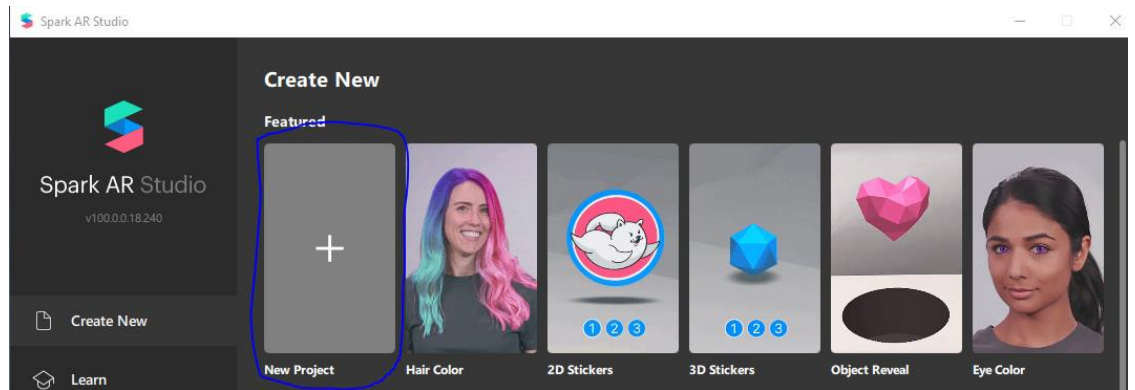 Spark AR Studio
Create New
Featured
Spark AR Studio
v100.0.0.18.240
1 2 3
1 2 3
Create New
New Project
Hair Color
2D Stickers
3D Stickers
Object Reveal
Eye Color
Learn